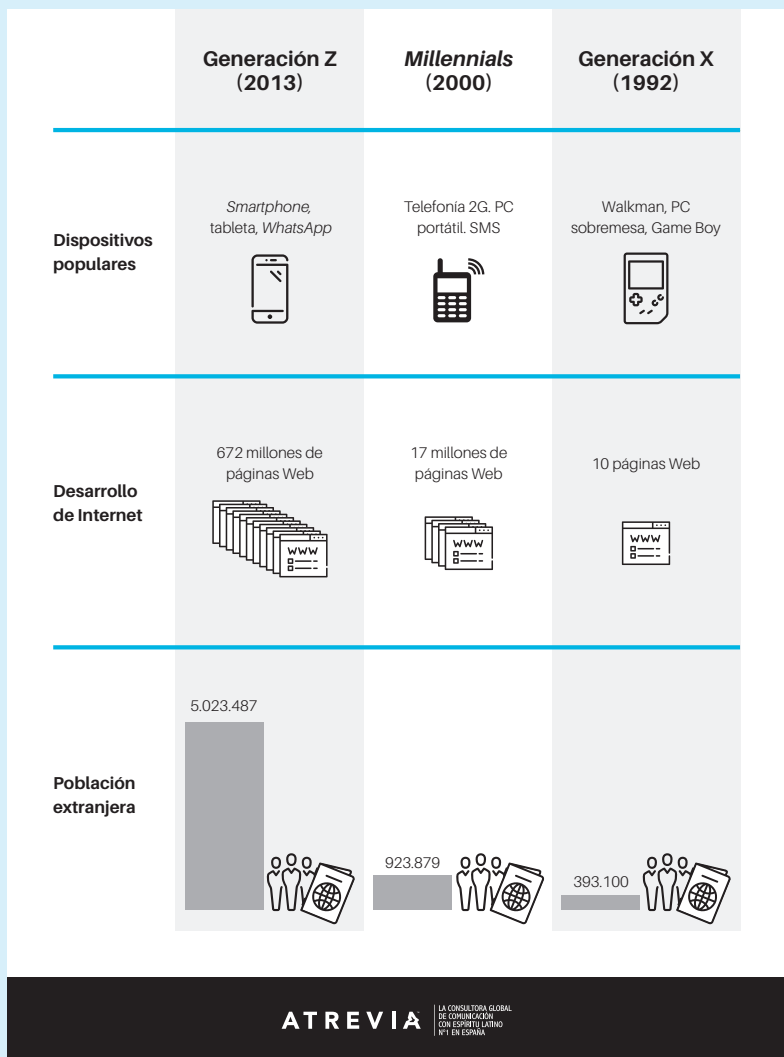 Generación Z
(2013)
Millennials
(2000)
Generación X
(1992)
Dispositivos
populares
Smartphone,
tableta, WhatsApp
Telefonía 2G. PC
portátil. SMS
Walkman, PC
sobremesa, Game Boy
Desarrollo
de Internet
672 millones de
páginas Web
17 millones de
páginas Web
10 páginas Web
WWW
WWW
WWW
Población
extranjera
5.023.487
923.879
393.100
ATREVIA
LA CONSULTORA GLOBAL
DE COMUNICACIÓN
CON ESPÍRITU LATINO
Nº1 EN ESPAÑA